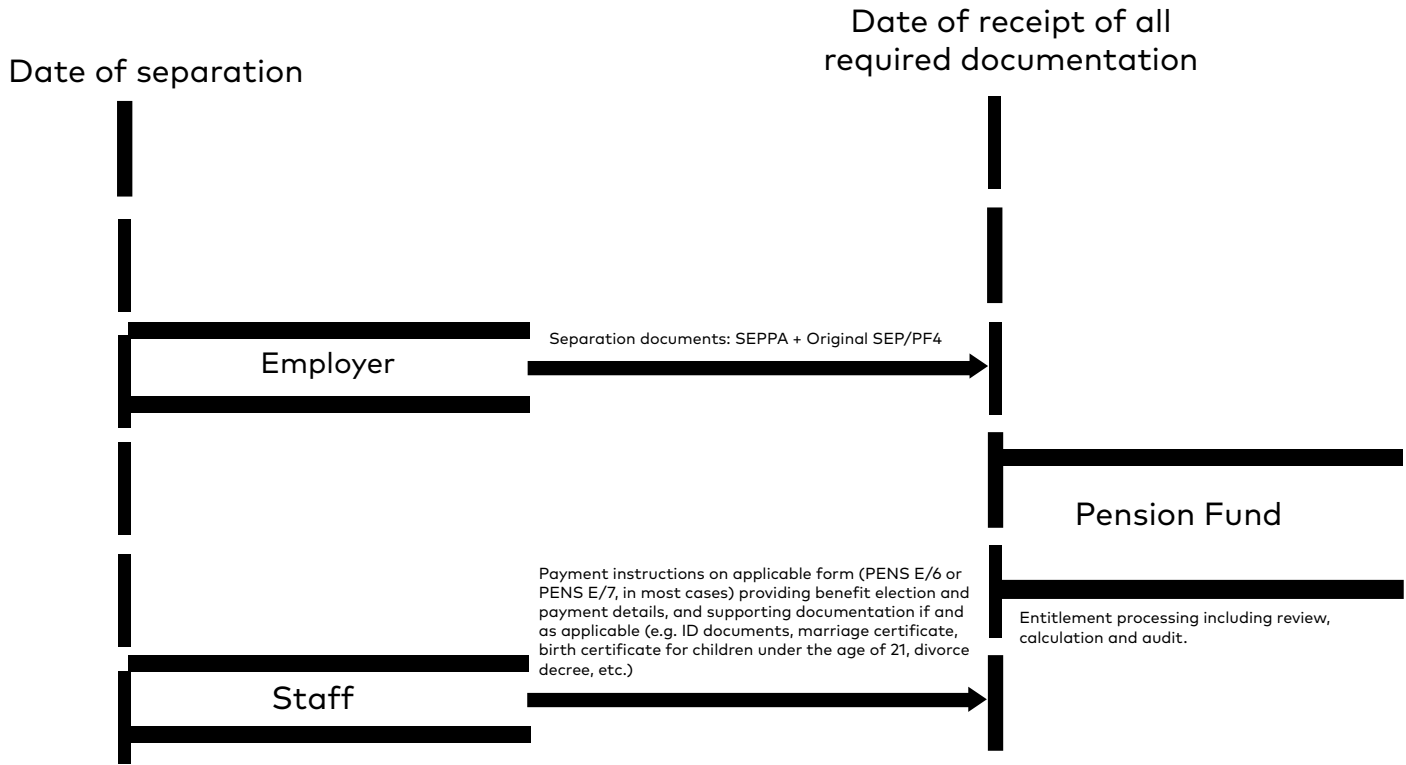 Date of separation
Date of receipt of all
required documentation
Employer
Separation documents: SEPPA + Original SEP/PF4
Pension Fund
Entitlement processing including review,
calculation and audit.
Staff
Payment instructions on applicable form (PENS E/6 or
PENS E/7, in most cases) providing benefit election and
payment details, and supporting documentation if and
as applicable (e.g. ID documents, marriage certificate,
birth certificate for children under the age of 21, divorce
decree, etc.)